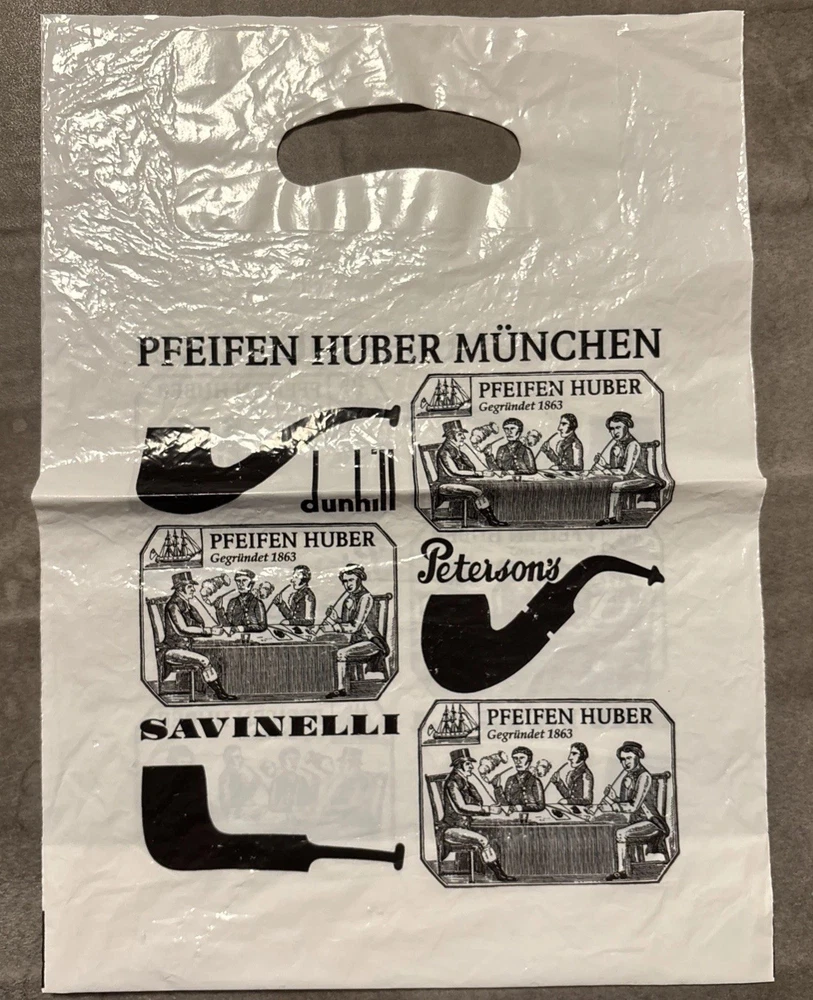 PFEIFEN HUBER MÜNCHEN
dunhill
PFEIFEN HUBER
Gegründet 1863
PFEIFEN HUBER
Gegründet 1863
Peterson's
SAVINELLI
PFEIFEN HUBER
Gegründet 1863